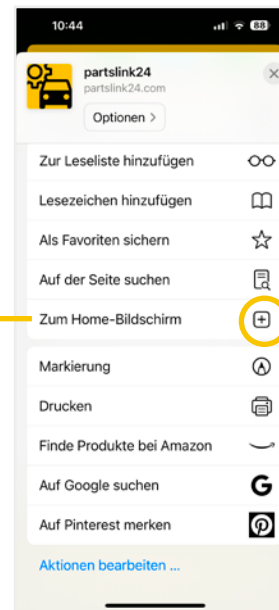 10:44
88
partslink24
partslink24.com
Optionen >
Zur Leseliste hinzufügen
Lesezeichen hinzufügen
Als Favoriten sichern
Auf der Seite suchen
Zum Home-Bildschirm
Markierung
Drucken
Finde Produkte bei Amazon
Auf Google suchen
Auf Pinterest merken
Aktionen bearbeiten ...